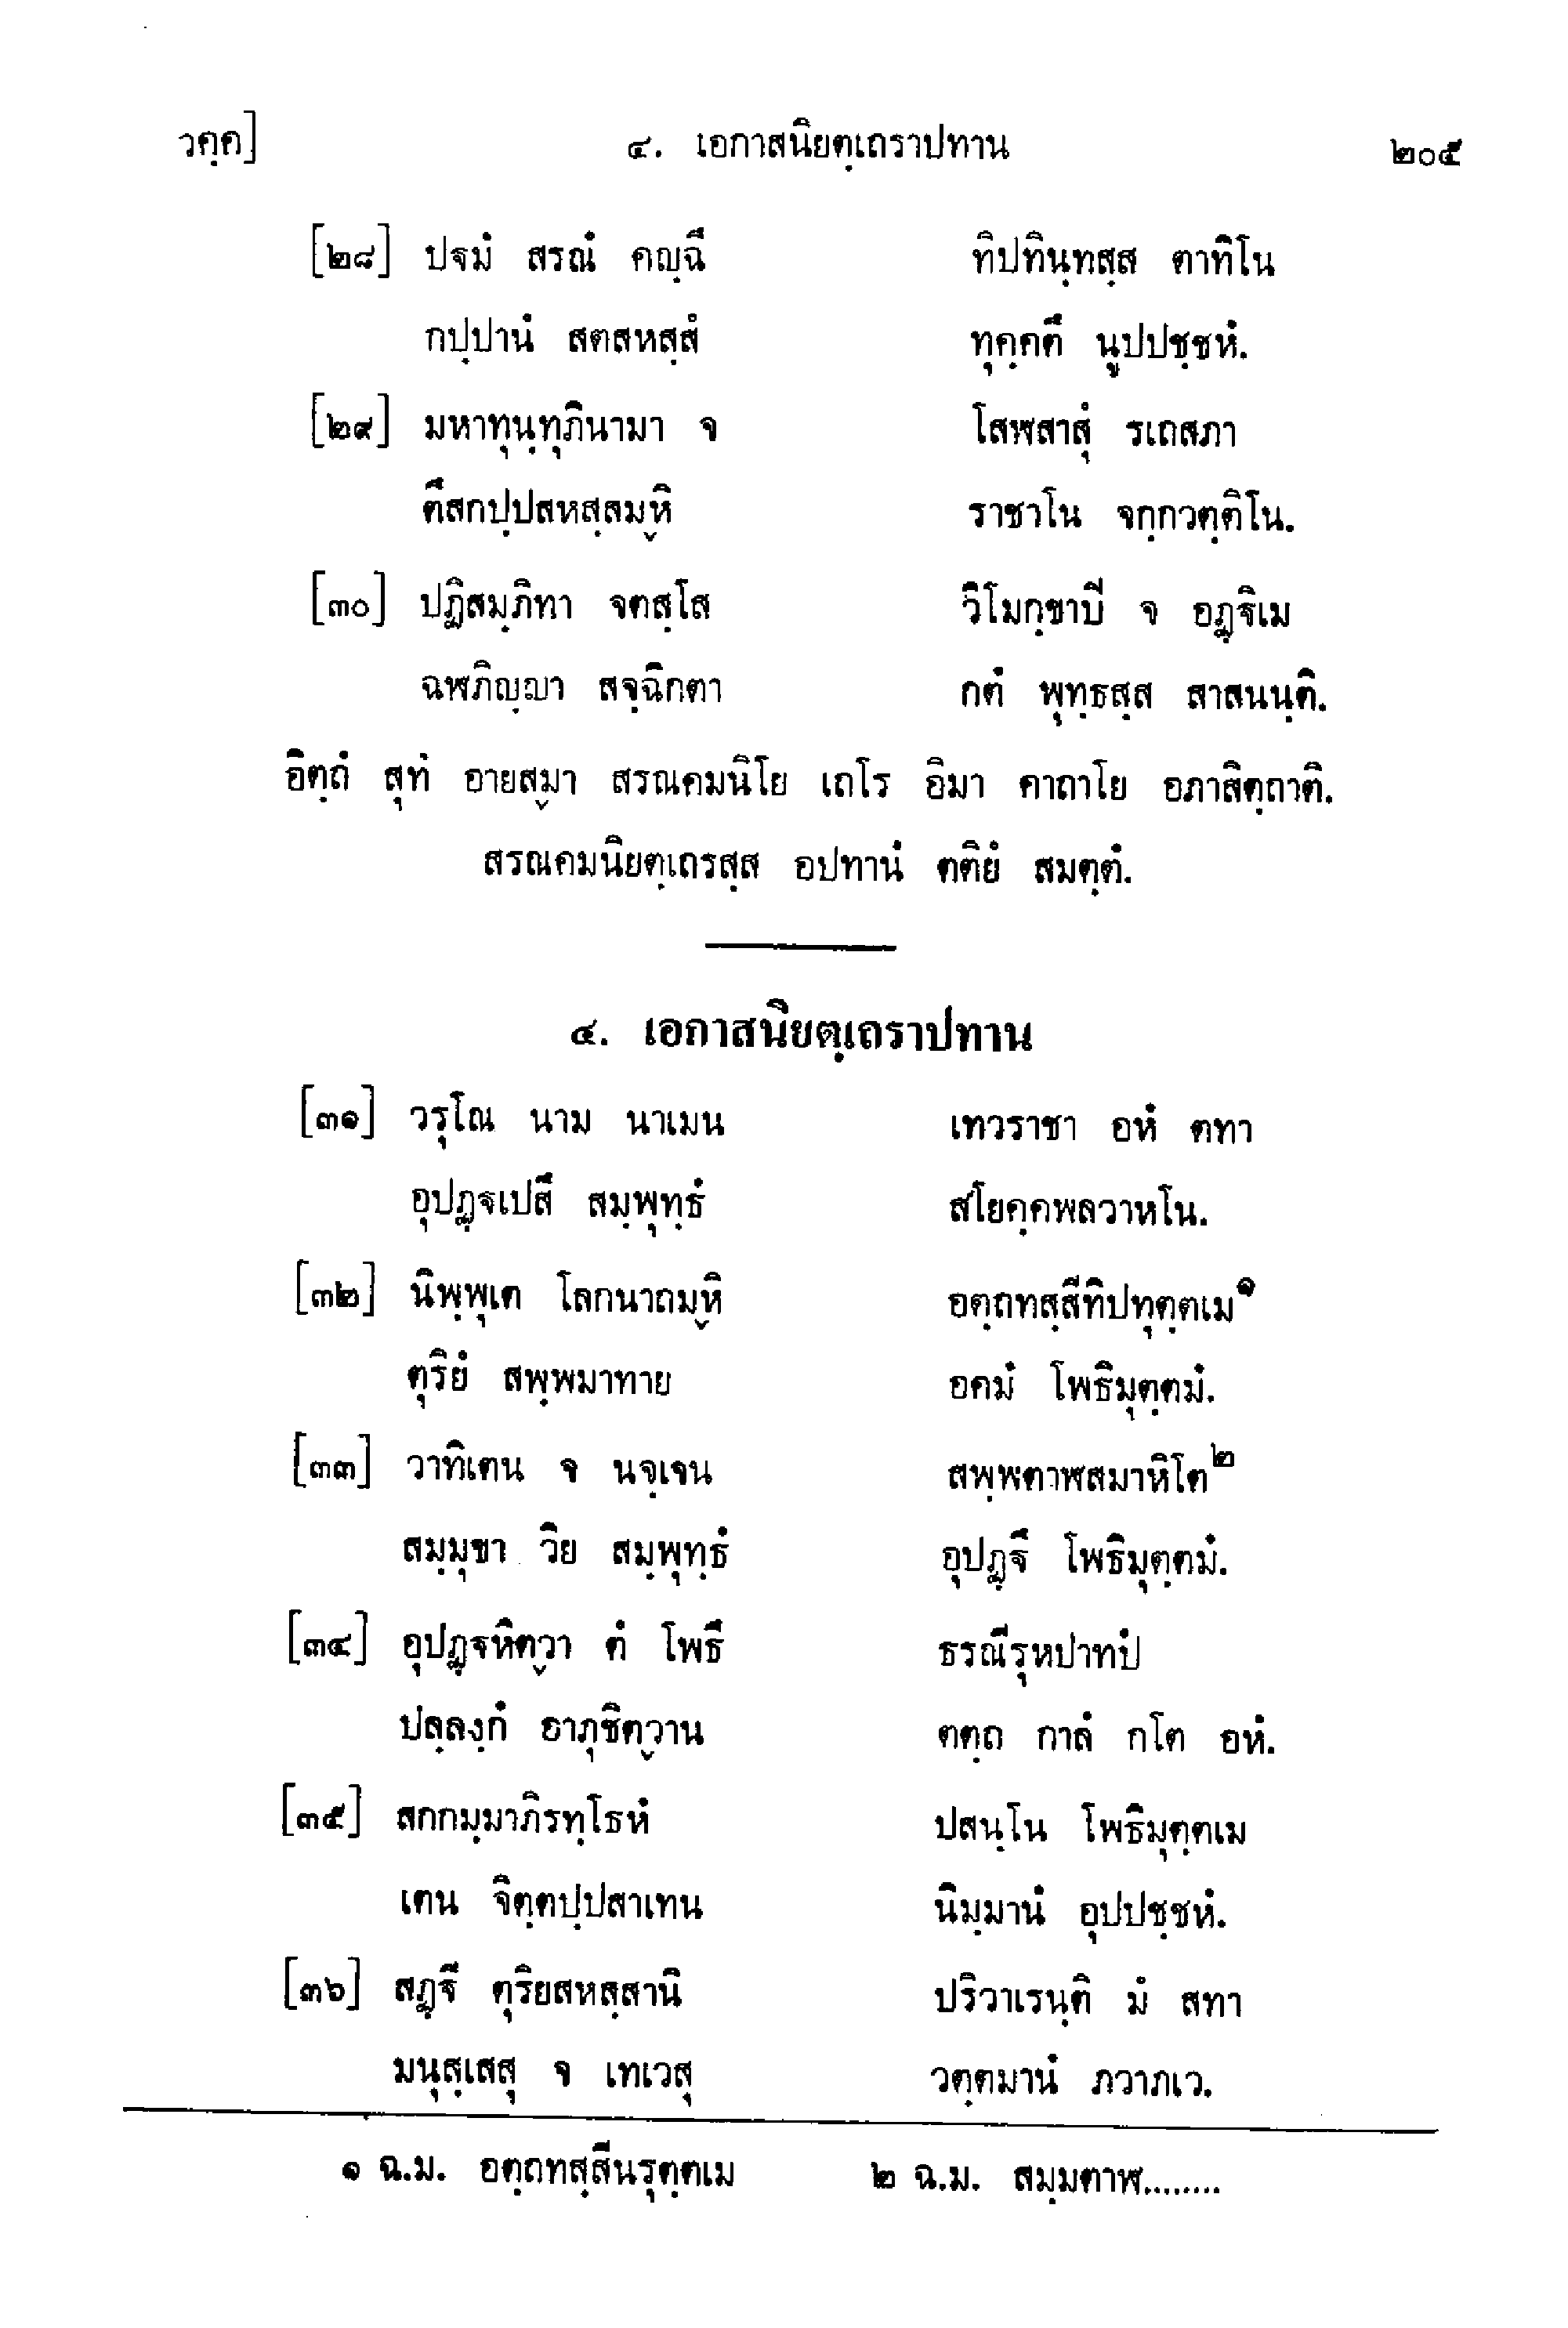 วคฺค] ๔. เอกาสนิยตฺเถราปทาน ๒๐๕
[๒๘] ปฐมํ สรณํ คญฺฉึ ทิปทินฺทสฺส ตาทิโน
กปฺปานํ สตสหสฺสํ ทุคฺคตึ นูปปชฺชหํ.
[๒๙] มหาทุนฺทุภินามา จ โสฬสาสุํ รเถสภา
ตึสกปฺปสหสฺสมฺหิ ราชาโน จกฺกวตฺติโน.
[๓๐] ปฏิสมฺภิทา จตสฺโส วิโมกฺขาปิ จ อฏฺฐิเม
ฉฬภิญฺญา สจฺฉิกตา กตํ พุทฺธสฺส สาสนนฺติ.
อิตฺถํ สุทํ อายสฺมา สรณคมนิโย เถโร อิมา คาถาโย อภาสิตฺถาติ.
สรณคมนิยตฺเถรสฺส อปทานํ ตติยํ สมตฺตํ.
๔. เอกาสนิยตฺเถราปทาน
[๓๑] วรุโณ นาม นาเมน เทวราชา อหํ ตทา
อุปฏฺฐเปสึ สมฺพุทฺธํ สโยคฺคพลวาหโน.
[๓๒] นิพฺพุเต โลกนาถมฺหิ อตฺถทสฺสีทิปทุตฺตเม๑
ตุริยํ สพฺพมาทาย อคมํ โพธิมุตฺตมํ.
[๓๓] วาทิเตน จ นจฺเจน สพฺพตาฬสมาหิโต๒
สมฺมุขา วิย สมฺพุทฺธํ อุปฏฺฐึ โพธิมุตฺตมํ.
[๓๔] อุปฏฺฐหิตฺวา ตํ โพธึ ธรณีรุหปาทปํ
ปลฺลงฺกํ อาภุชิตฺวาน ตตฺถ กาลํ กโต อหํ.
[๓๕] สกกมฺมาภิรทฺโธหํ ปสนฺโน โพธิมุตฺตเม
เตน จิตฺตปฺปสาเทน นิมฺมานํ อุปปชฺชหํ.
[๓๖] สฏฺฐี ตุริยสหสฺสานิ ปริวาเรนฺติ มํ สทา
มนุสฺเสสุ จ เทเวสุ วตฺตมานํ ภวาภเว.
๑ ฉ.ม. อตฺถทสฺสีนรุตฺตเม ๒ ฉ.ม. สมฺมตาฬ........